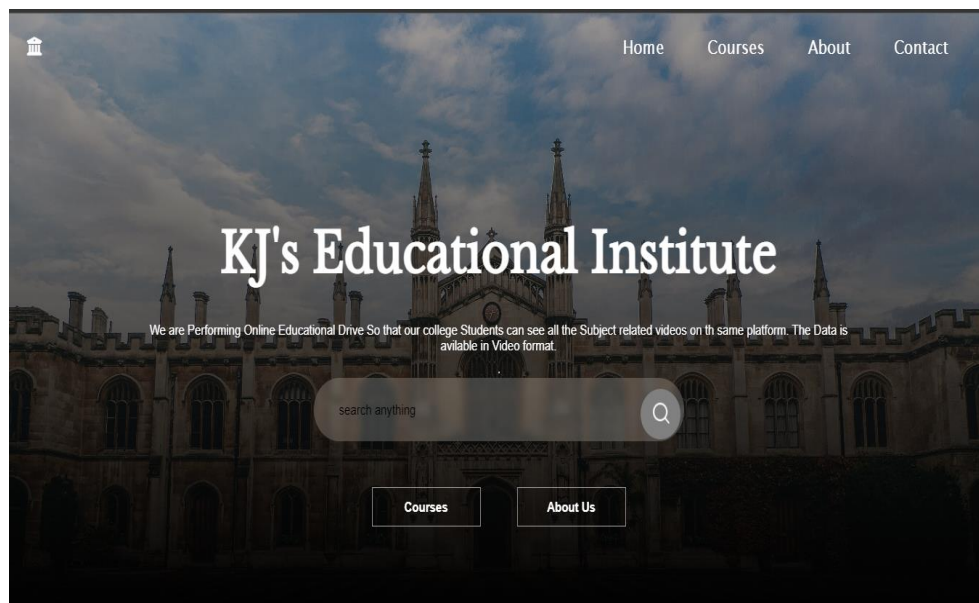 Home Courses About Contact
KJ's Educational Institute
We are Performing Online Educational Drive So that our college Students can see all the Subject related videos on th same platform. The Data is
avilable in Video format.
.
search anything
Courses About Us